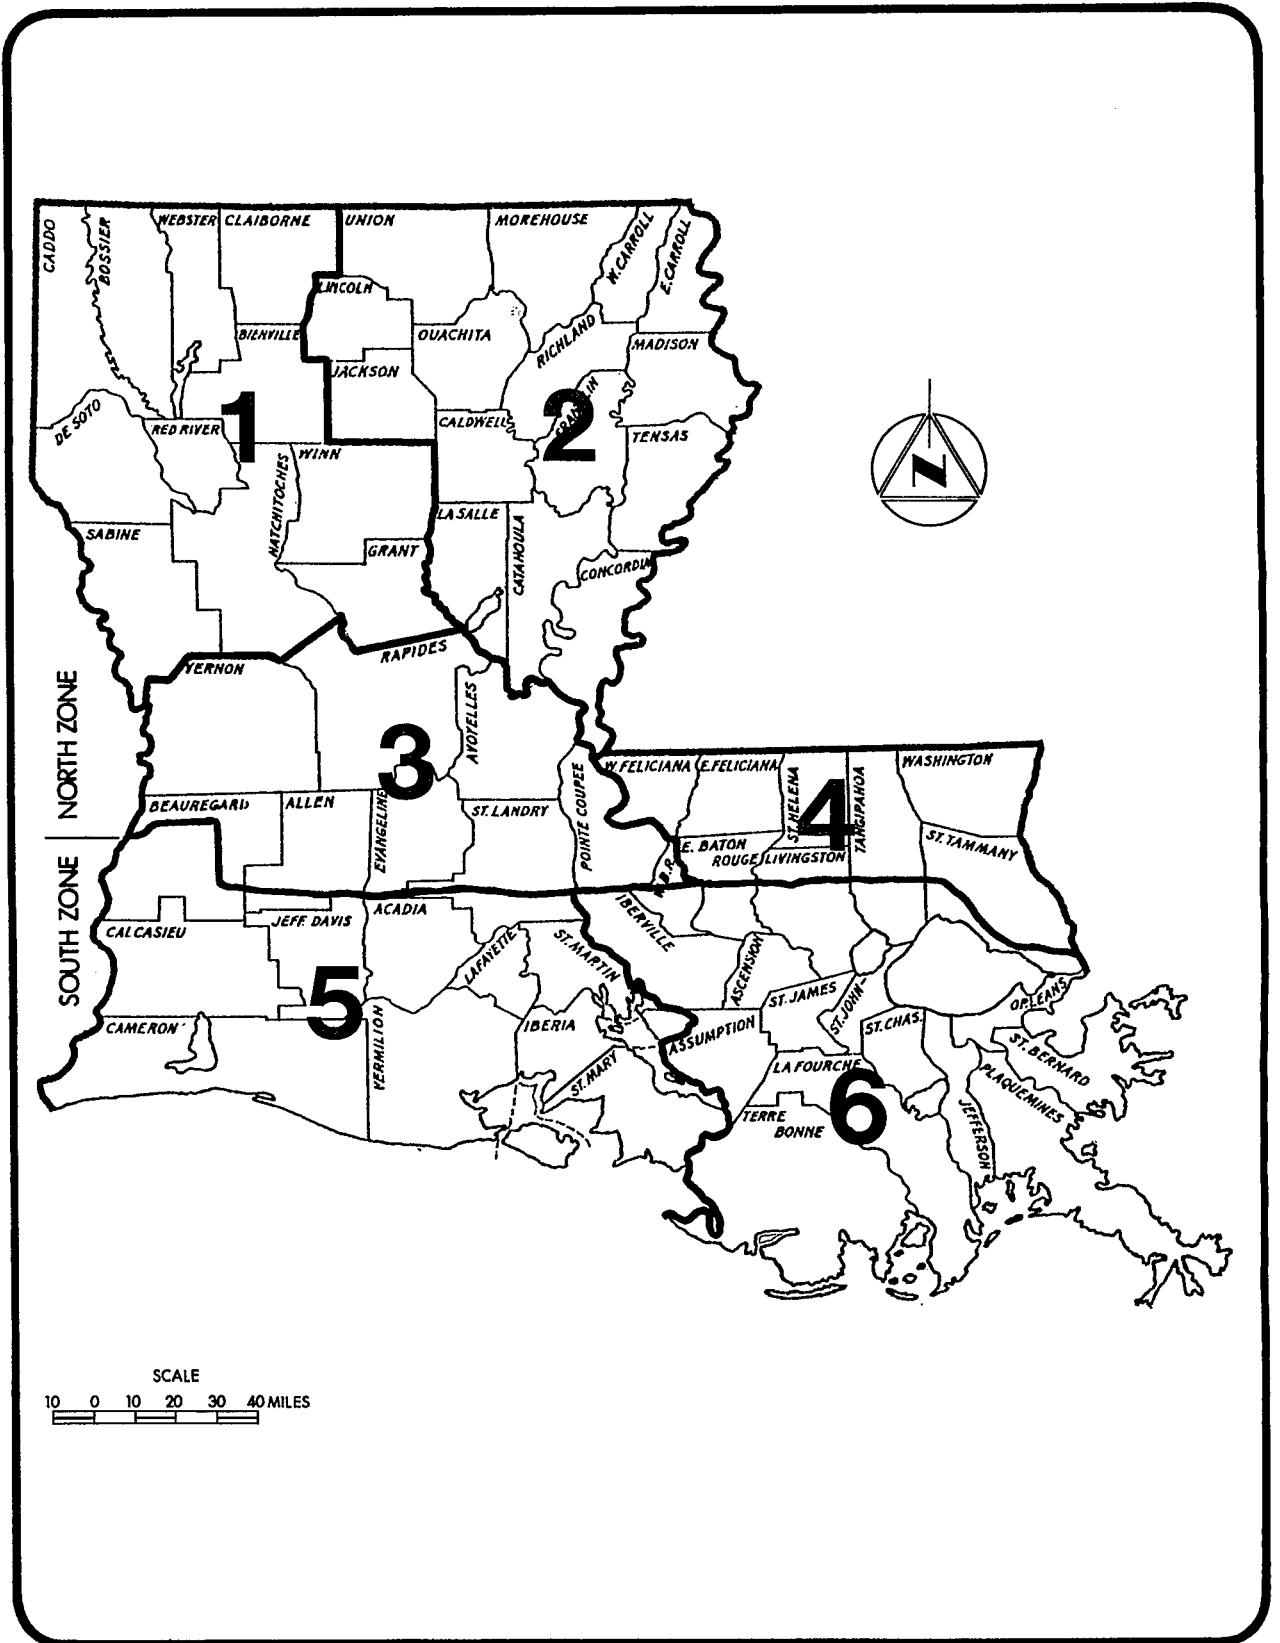 CADDO
BOSSIER
WEBSTER
CLAIBORNE
UNION
MOREHOUSE
W. CARROLL
E. CARROLL
LINCOLN
BIENVILLE
OUACHITA
RICHLAND
MADISON
JACKSON
DE SOTO
RED RIVER
1
CALDWELL
FRANKLIN
2
TENSAS
WINN
NATCHITOCHES
N
SABINE
GRANT
LA SALLE
CATAHOULA
CONCORDIA
RAPIDES
VERNON
NORTH ZONE
AVOYELLES
3
W. FELICIANA
E. FELICIANA
ST. HELENA
4
TANGIPAHOA
WASHINGTON
BEAUREGARD
ALLEN
EVANGELINE
ST. LANDRY
POINTE COUPEE
E. BATON
ROUGE
LIVINGSTON
ST. TAMMANY
W.B.R.
SOUTH ZONE
CALCASIEU
JEFF. DAVIS
ACADIA
LAFAYETTE
ST. MARTIN
IBERVILLE
ASCENSION
ST. JAMES
ST. JOHN-
ST. CHAS.
ORLEANS
5
CAMERON
VERMILION
IBERIA
ST. MARY
ASSUMPTION
LA FOURCHE
ST. BERNARD
PLAQUEMINES
JEFFERSON
6
TERRE
BONNE
SCALE
10 0 10 20 30 40 MILES